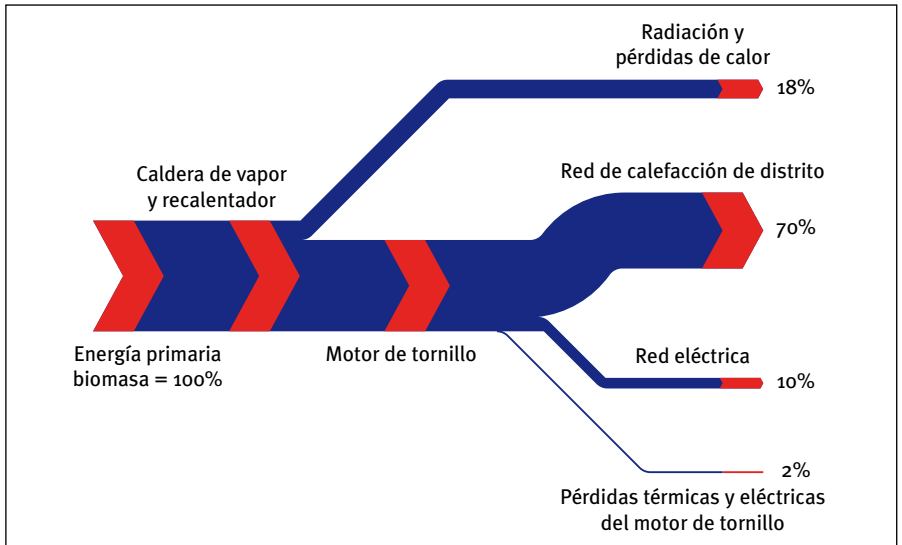 Radiación y
pérdidas de calor
18%
Caldera de vapor
y recalentador
Red de calefacción de distrito
70%
Energía primaria
biomasa = 100%
Motor de tornillo
Red eléctrica
10%
2%
Pérdidas térmicas y eléctricas
del motor de tornillo